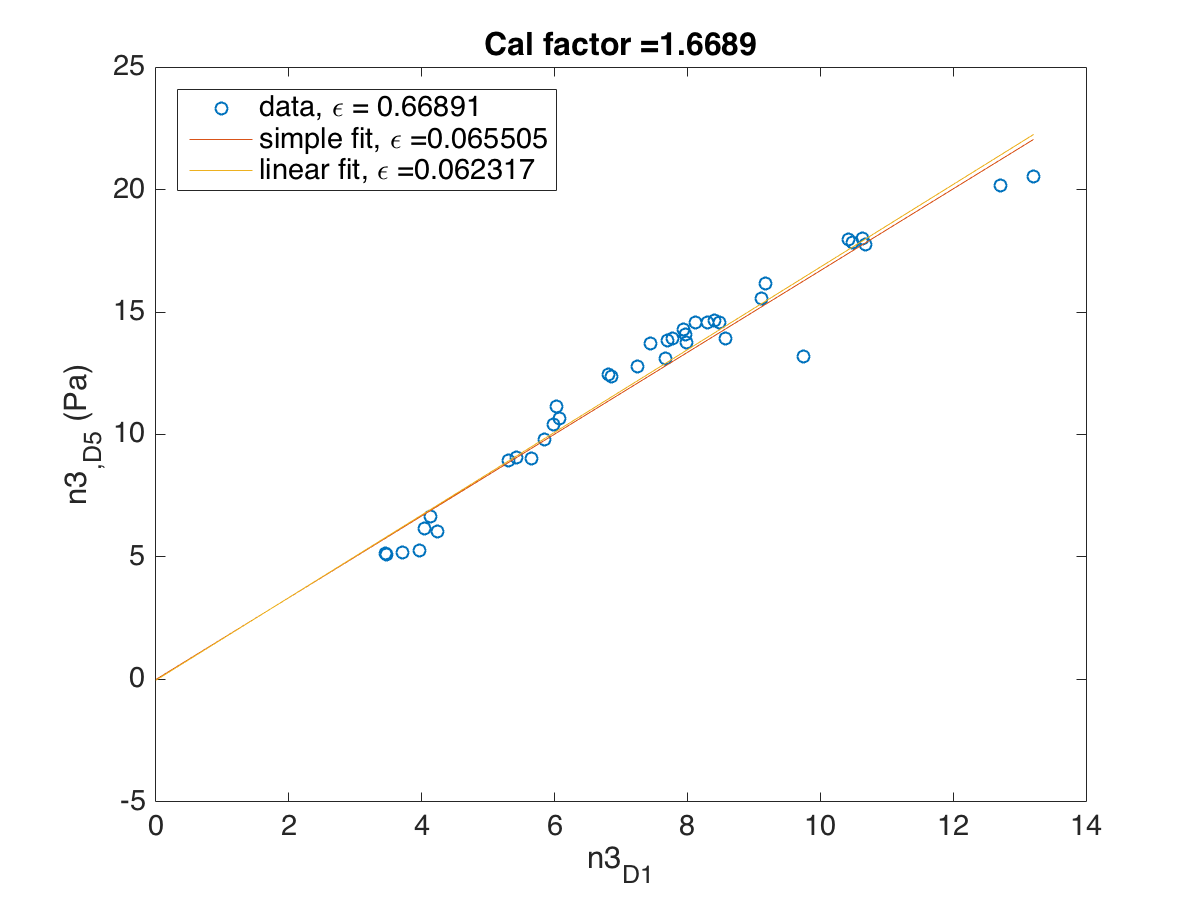 Cal factor =1.6689
25
20
15
10
5
0
-5
data, ϵ = 0.66891
simple fit, ϵ =0.065505
linear fit, ϵ =0.062317
n3,D5 (Pa)
0 2 4 6 8 10 12 14
n3D1